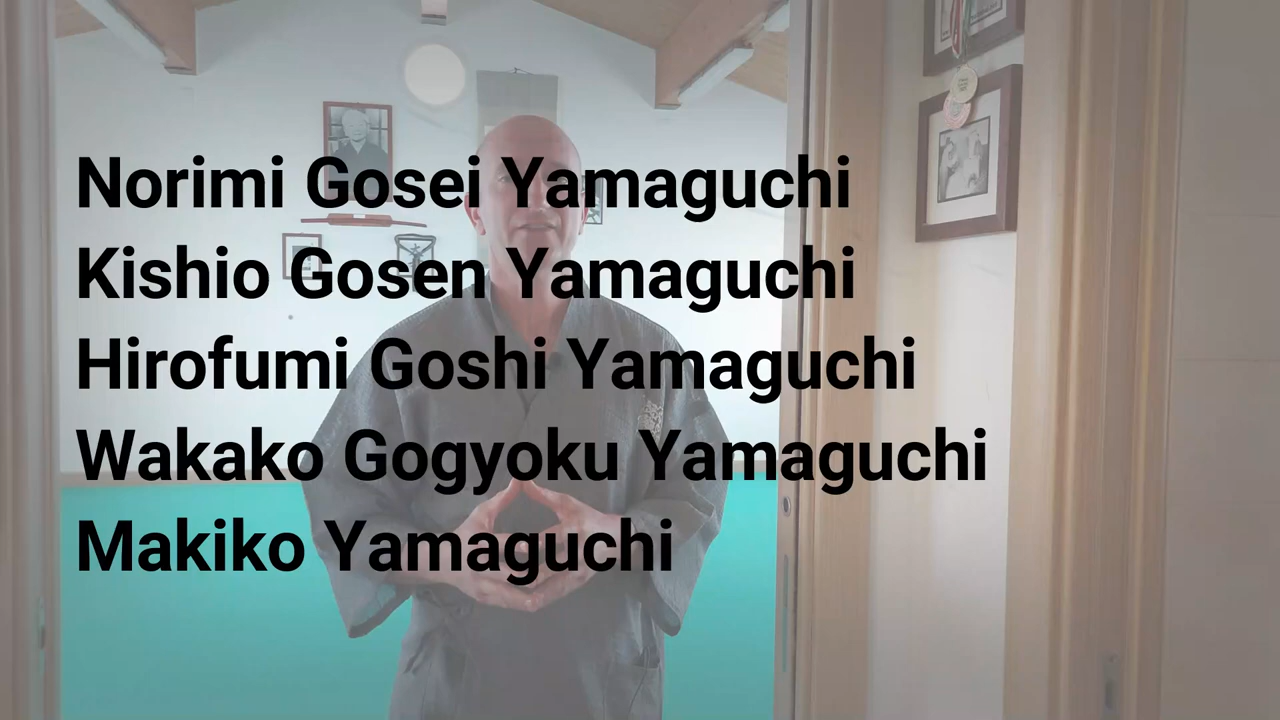 Norimi Gosei Yamaguchi
Kishio Gosen Yamaguchi
Hirofumi Goshi Yamaguchi
Wakako Gogyoku Yamaguchi
Makiko Yamaguchi